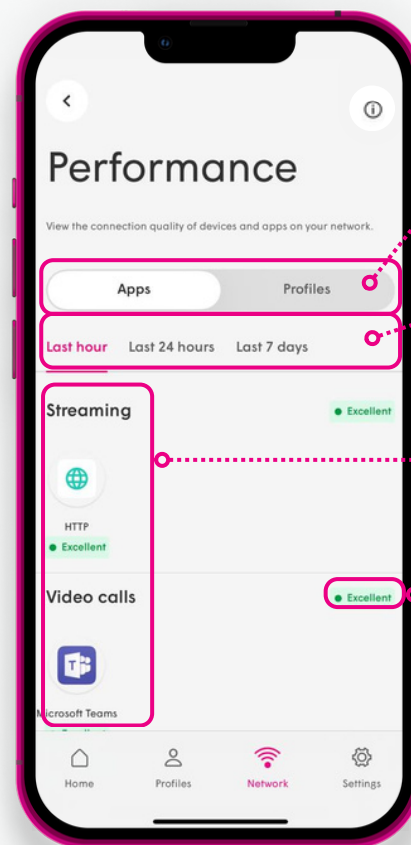 Performance
View the connection quality of devices and apps on your network.
Apps Profiles
Last hour Last 24 hours Last 7 days
Streaming Excellent
HTTP
Excellent
Video calls Excellent
T
Microsoft Teams
Home Profiles Network Settings